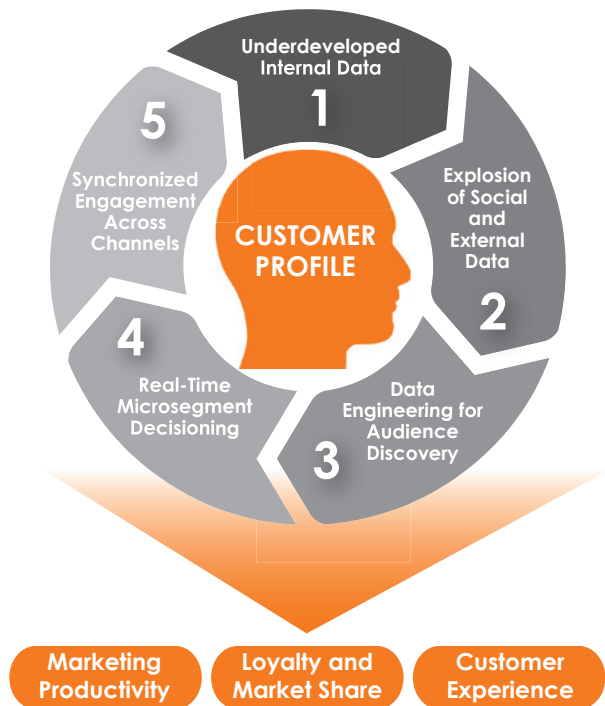 Underdeveloped
Internal Data
1
Explosion
of Social
and
External
Data
2
Data
Engineering for
Audience
Discovery
3
Real-Time
Microsegment
Decisioning
4
Synchronized
Engagement
Across
Channels
5
CUSTOMER
PROFILE
Marketing
Productivity
Loyalty and
Market Share
Customer
Experience